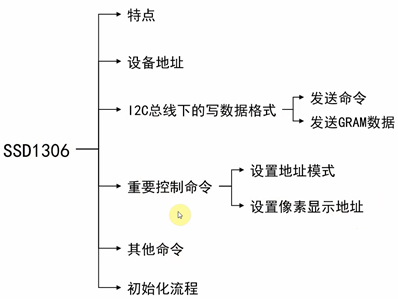 特点
设备地址
I2C总线下的写数据格式
发送命令
发送GRAM数据
SSD1306
重要控制命令
设置地址模式
设置像素显示地址
其他命令
初始化流程